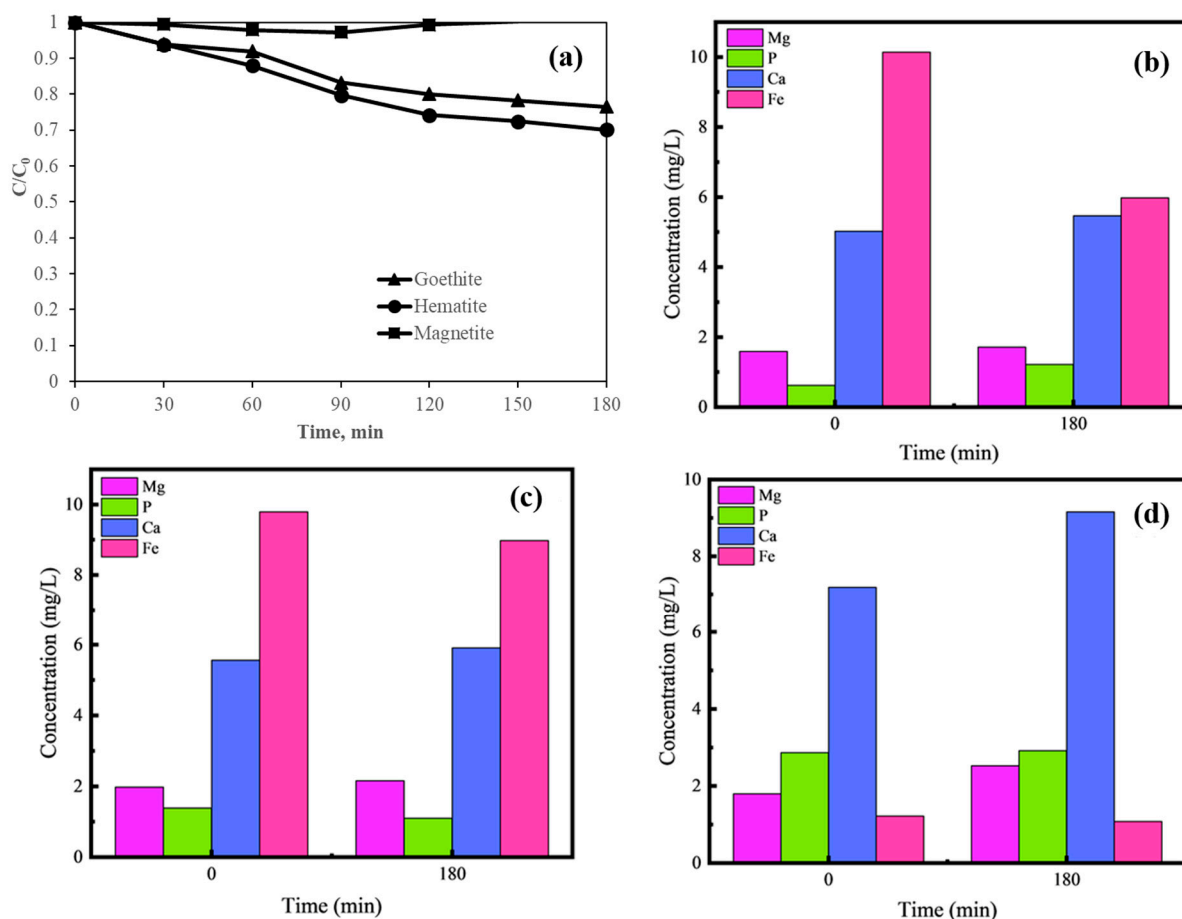 1
0.9
0.8
0.7
0.6
0.5
0.4
0.3
0.2
0.1
0
C/C0
(a)
Goethite
Hematite
Magnetite
0 30 60 90 120 150 180
Time, min
Mg
P
Ca
Fe
(b)
10
8
6
4
2
0
Concentration (mg/L)
0 180
Time (min)
Mg
P
Ca
Fe
(c)
10
8
6
4
2
0
Concentration (mg/L)
0 180
Time (min)
Mg
P
Ca
Fe
(d)
10
8
6
4
2
0
Concentration (mg/L)
0 180
Time (min)